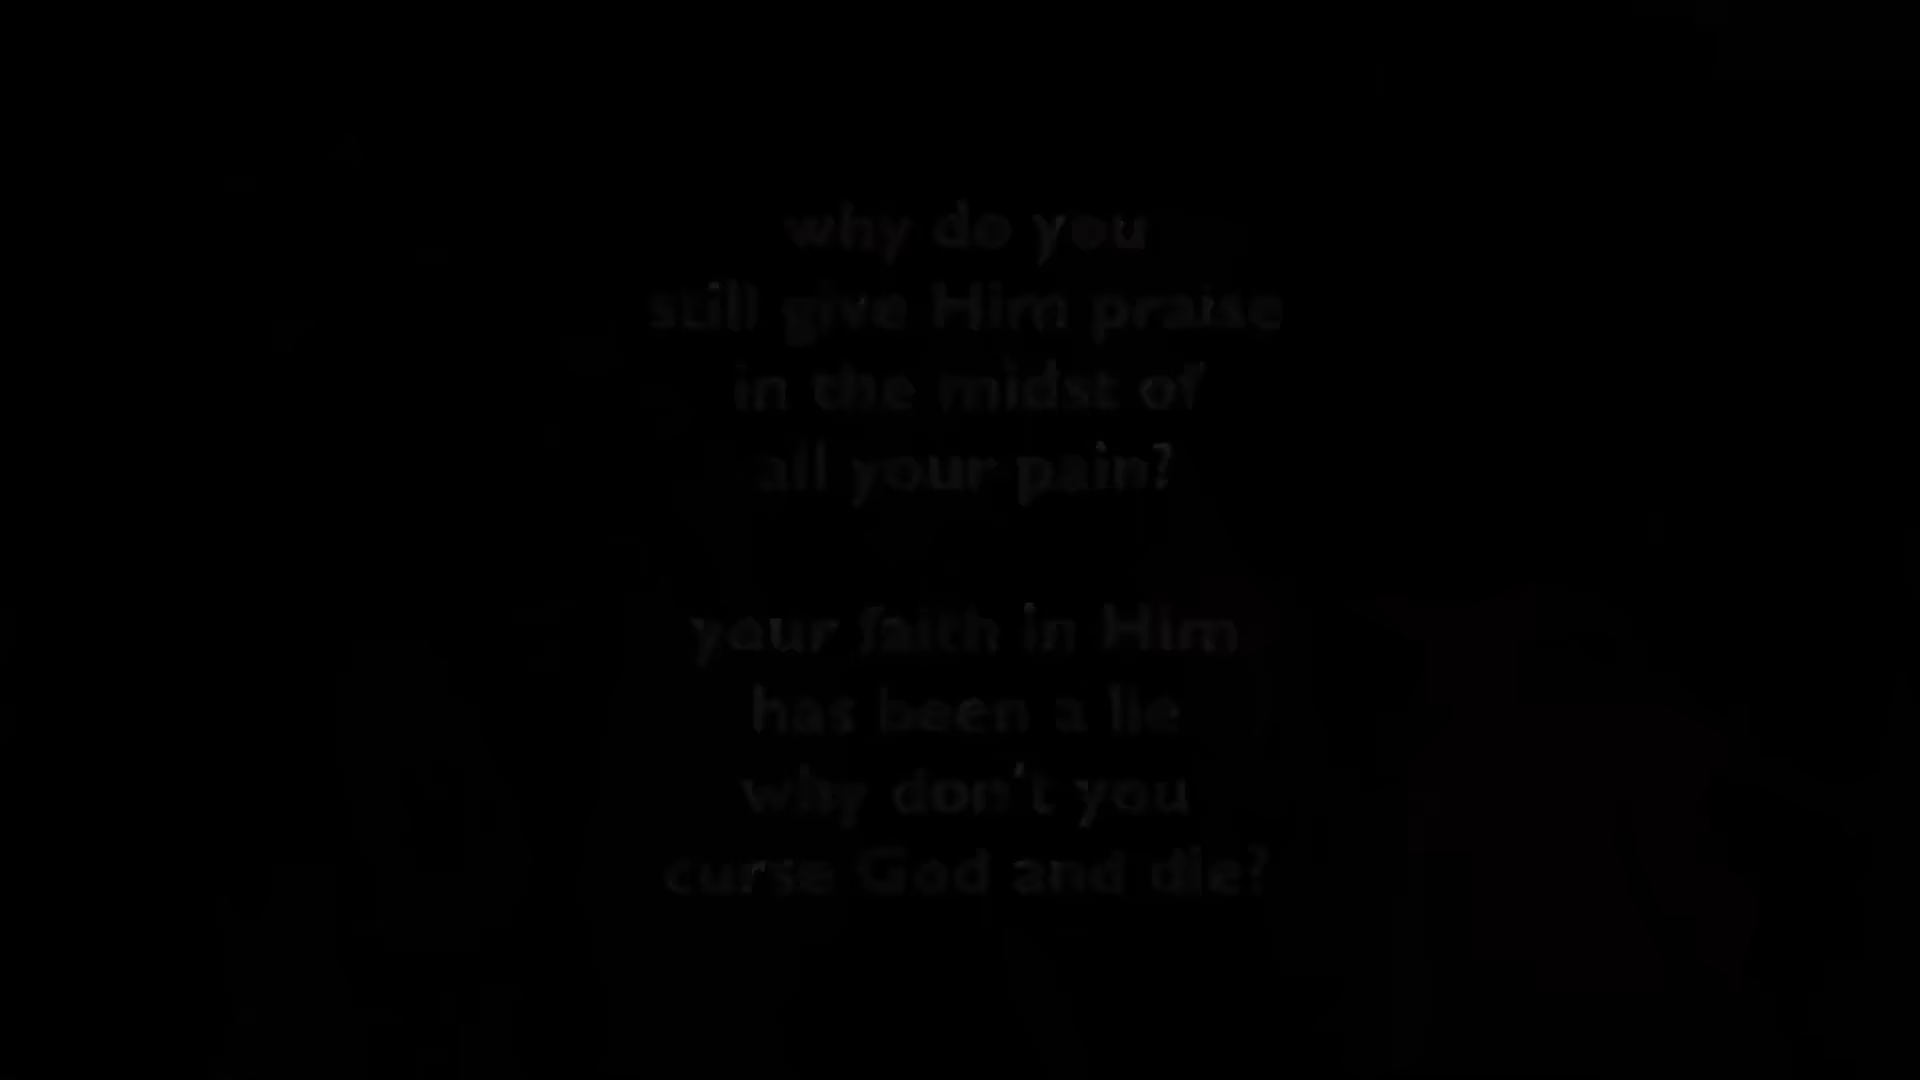 why do you
still give Him praise
in the midst of
all your pain?
your faith in Him
has been a lie
why don't you
curse God and die?